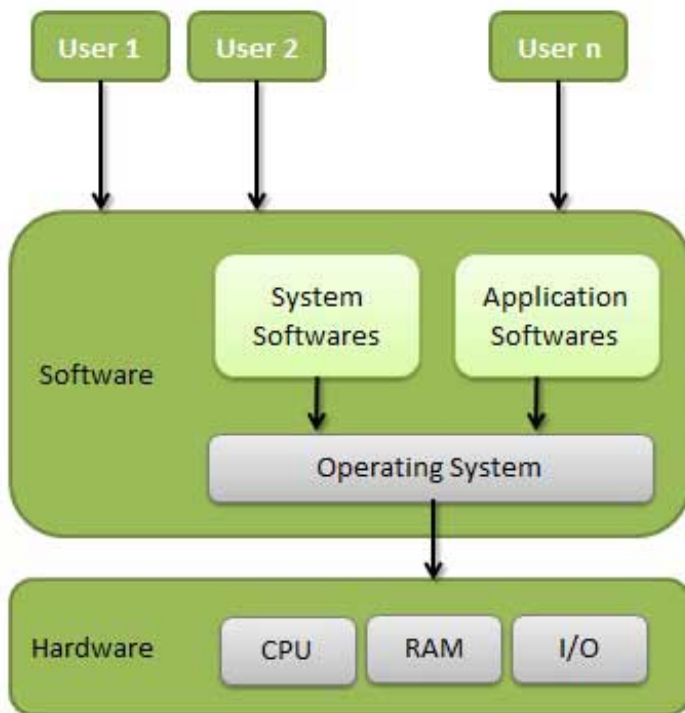 User 1
User 2
User n
System
Softwares
Application
Softwares
Software
Operating System
Hardware
CPU
RAM
I/O